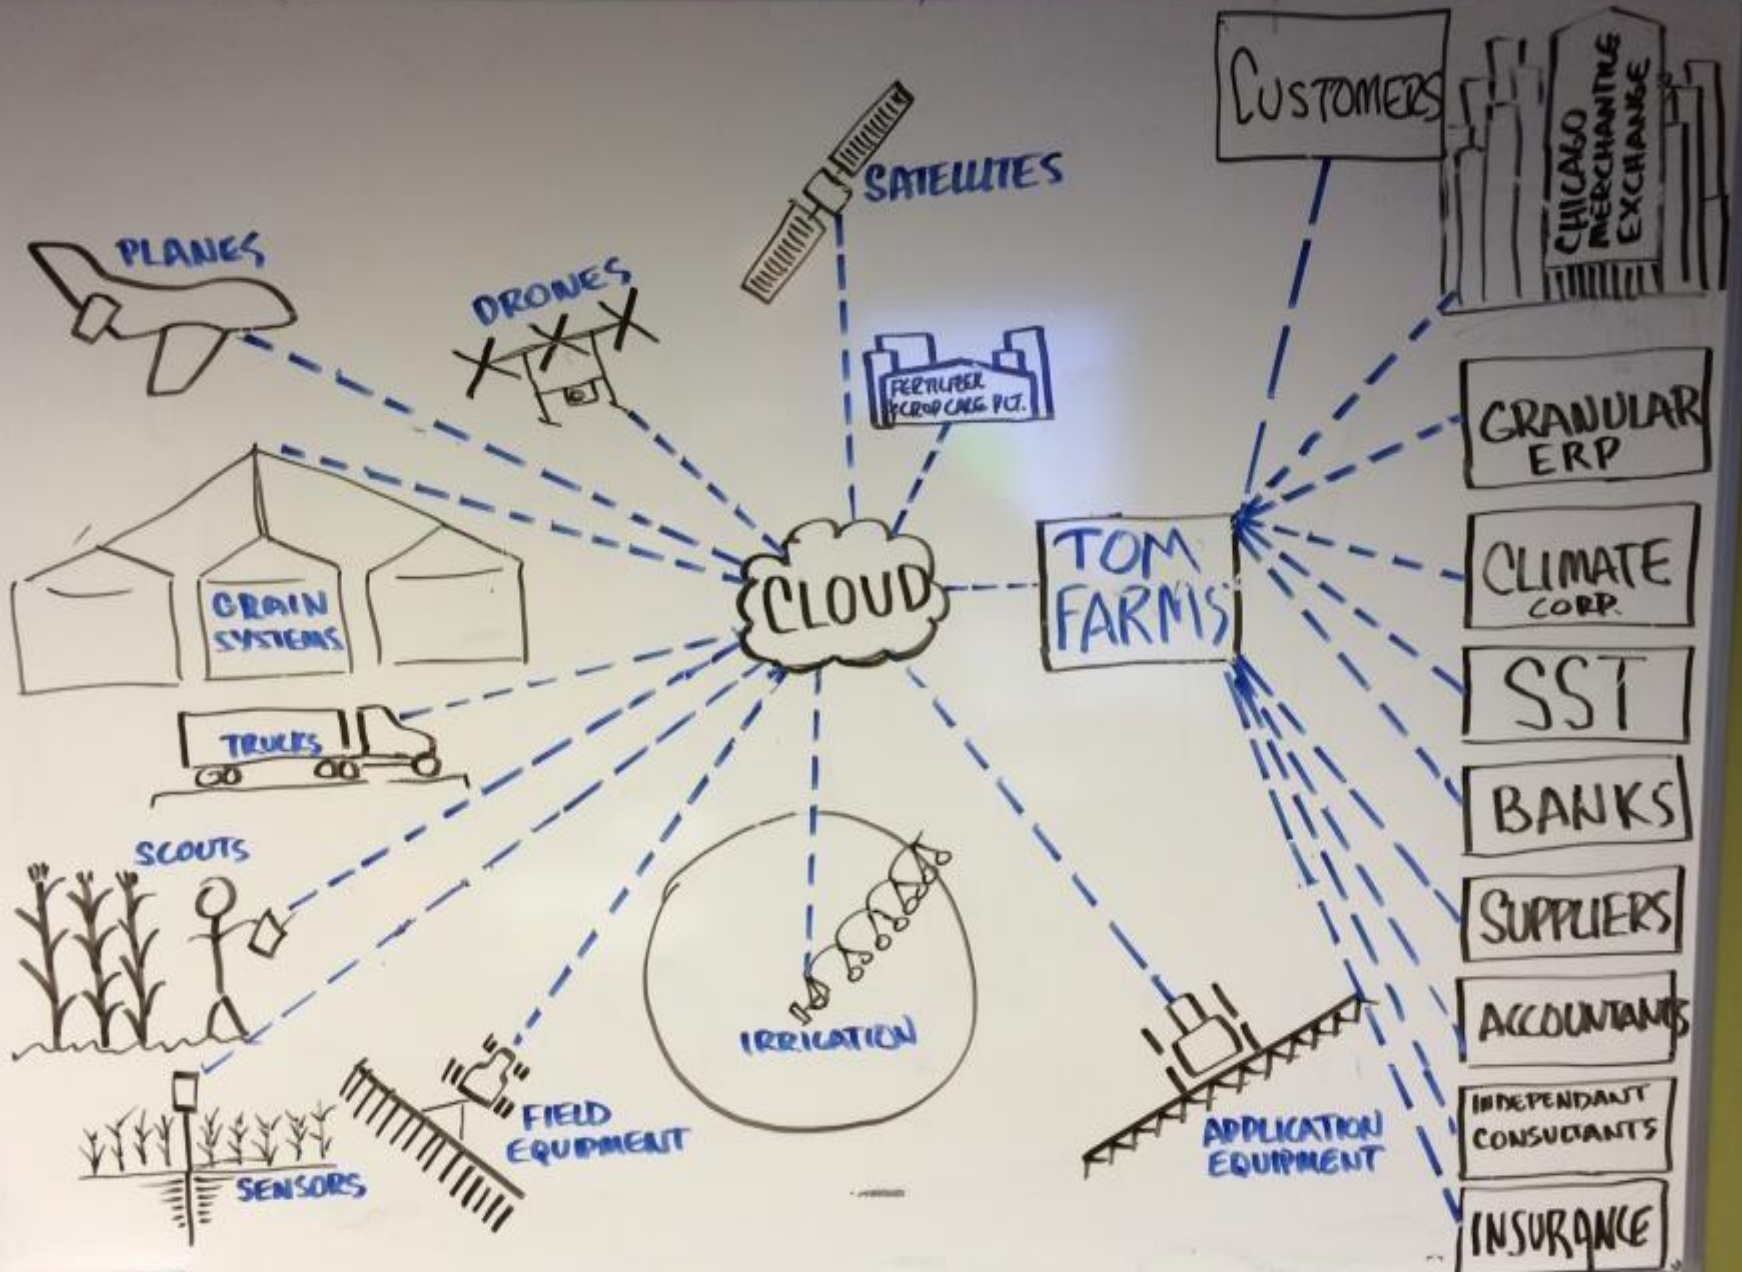 CUSTOMERS
CHICAGO
MERCHANTILE
EXCHANGE
SATELLITES
PLANES
DRONES
FERTILIZER
& CROP CARE PLT.
GRANULAR
ERP
TOM
FARMS
CLOUD
CLIMATE
CORP.
GRAIN
SYSTEMS
SST
TRUCKS
BANKS
SCOUTS
SUPPLIERS
ACCOUNTANTS
IRRIGATION
FIELD
EQUIPMENT
APPLICATION
EQUIPMENT
INDEPENDANT
CONSULTANTS
SENSORS
INSURANCE